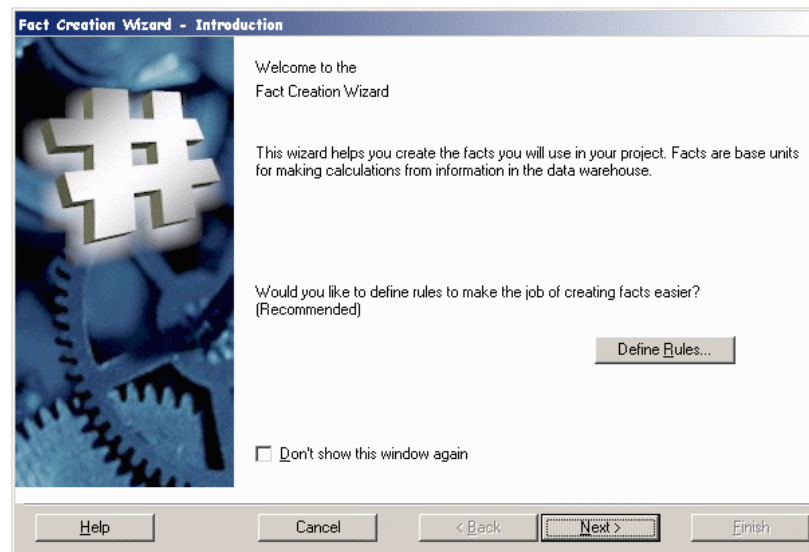 Fact Creation Wizard - Introduction
Welcome to the
Fact Creation Wizard
This wizard helps you create the facts you will use in your project. Facts are base units
for making calculations from information in the data warehouse.
Would you like to define rules to make the job of creating facts easier?
(Recommended)
Define Rules...
Don't show this window again
Help Cancel < Back Next > Finish